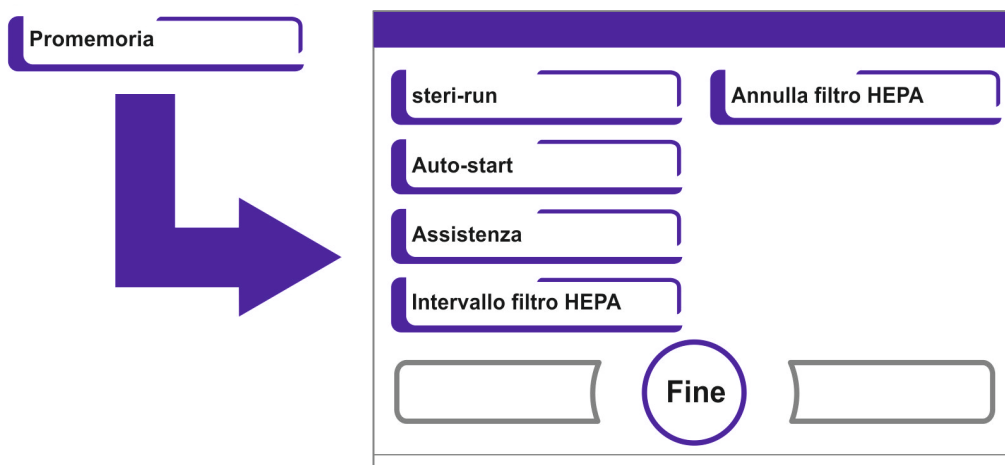 Promemoria
steri-run
Annulla filtro HEPA
Auto-start
Assistenza
Intervallo filtro HEPA
Fine